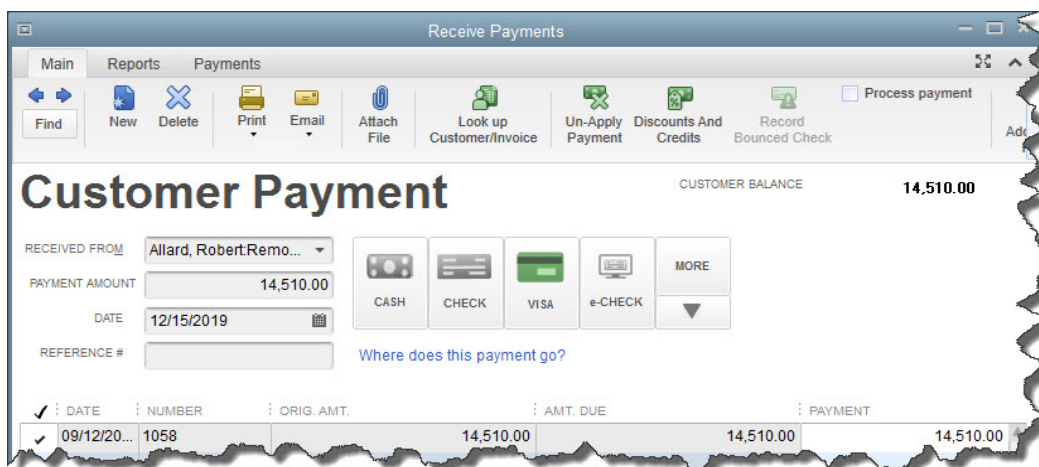 Receive Payments
Main Reports Payments
Find New Delete Print Email Attach File Look up Customer/Invoice Un-Apply Payment Discounts And Credits Record Bounced Check Process payment
Customer Payment
CUSTOMER BALANCE 14,510.00
RECEIVED FROM Allard, Robert:Remo...
PAYMENT AMOUNT 14,510.00
DATE 12/15/2019
REFERENCE #
CASH CHECK VISA e-CHECK MORE
Where does this payment go?
DATE NUMBER ORIG. AMT. AMT. DUE PAYMENT
09/12/20... 1058 14,510.00 14,510.00 14,510.00